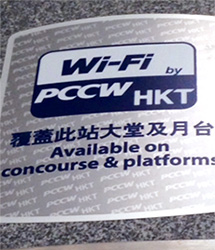 Wi-Fi
by
PCCW HKT
覆蓋此站大堂及月台
Available on
concourse & platforms